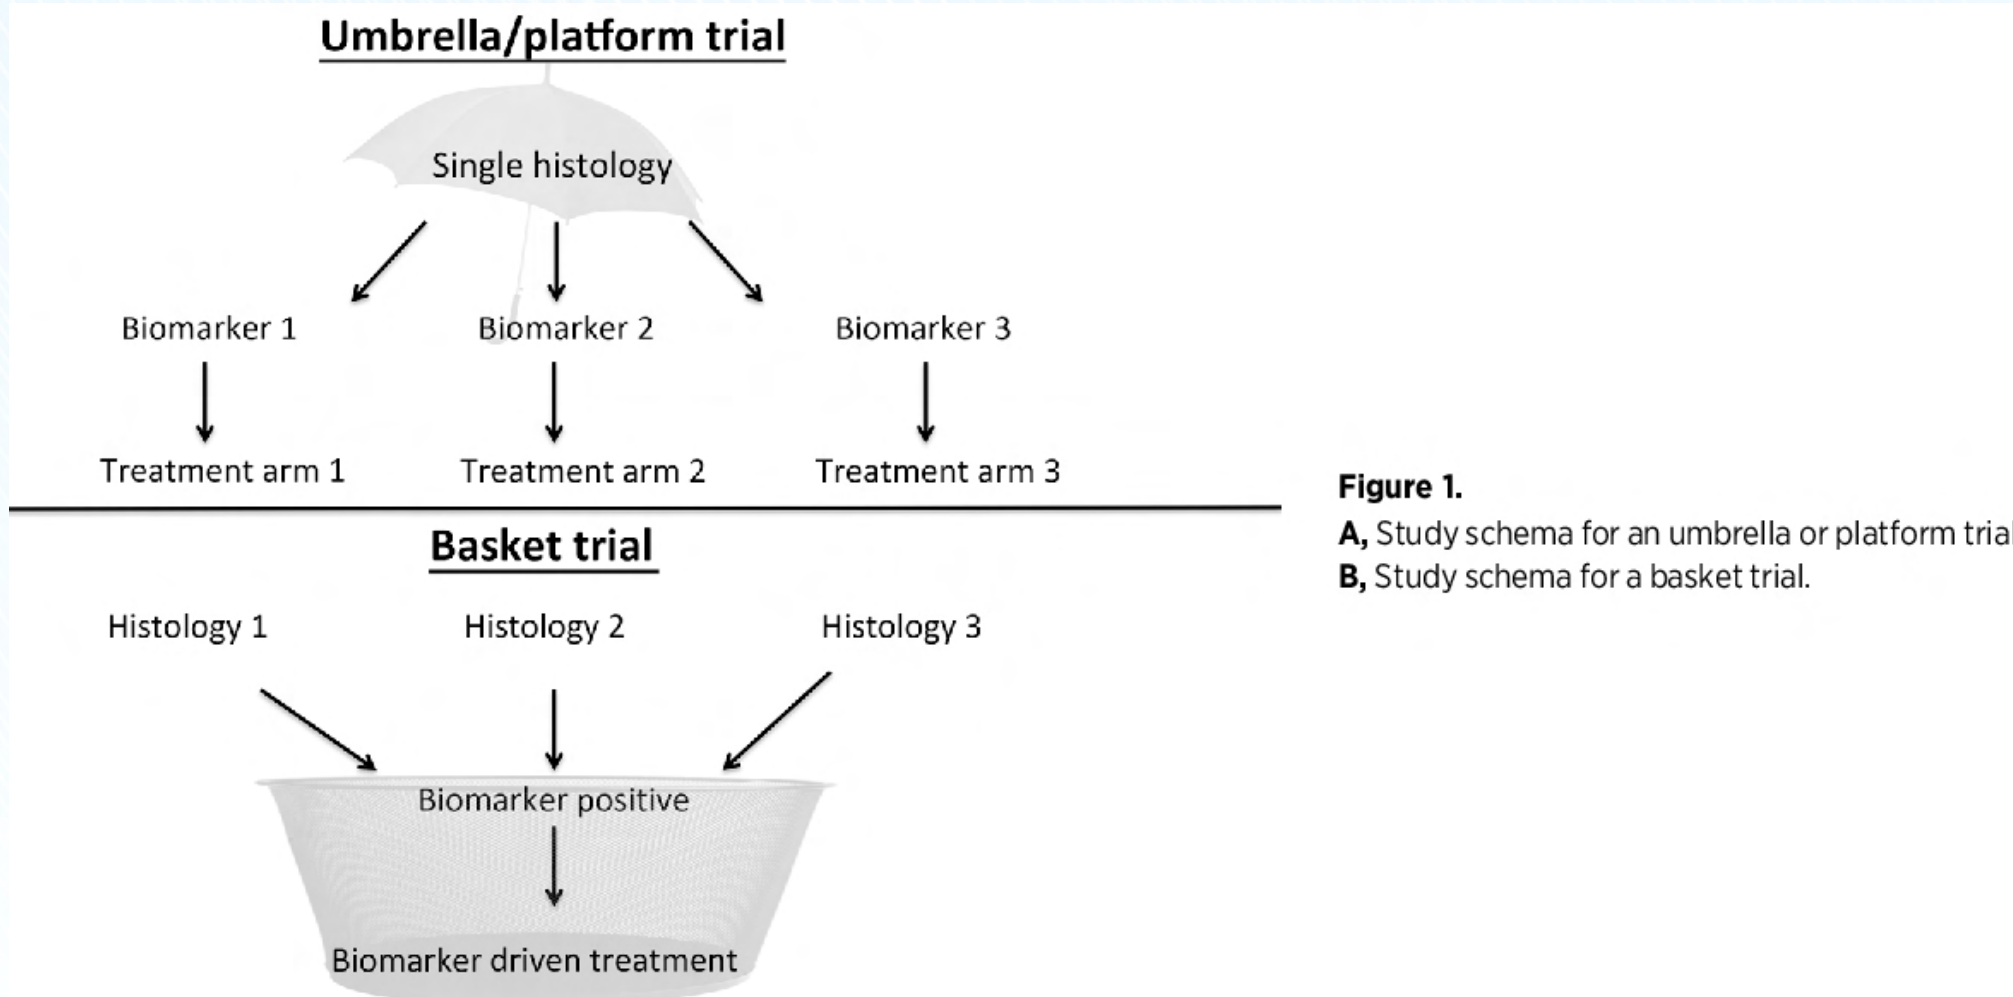 Umbrella/platform trial
Single histology
Biomarker 1
Biomarker 2
Biomarker 3
Treatment arm 1
Treatment arm 2
Treatment arm 3
Basket trial
Histology 1
Histology 2
Histology 3
Biomarker positive
Biomarker driven treatment
Figure 1.
A, Study schema for an umbrella or platform trial
B, Study schema for a basket trial.